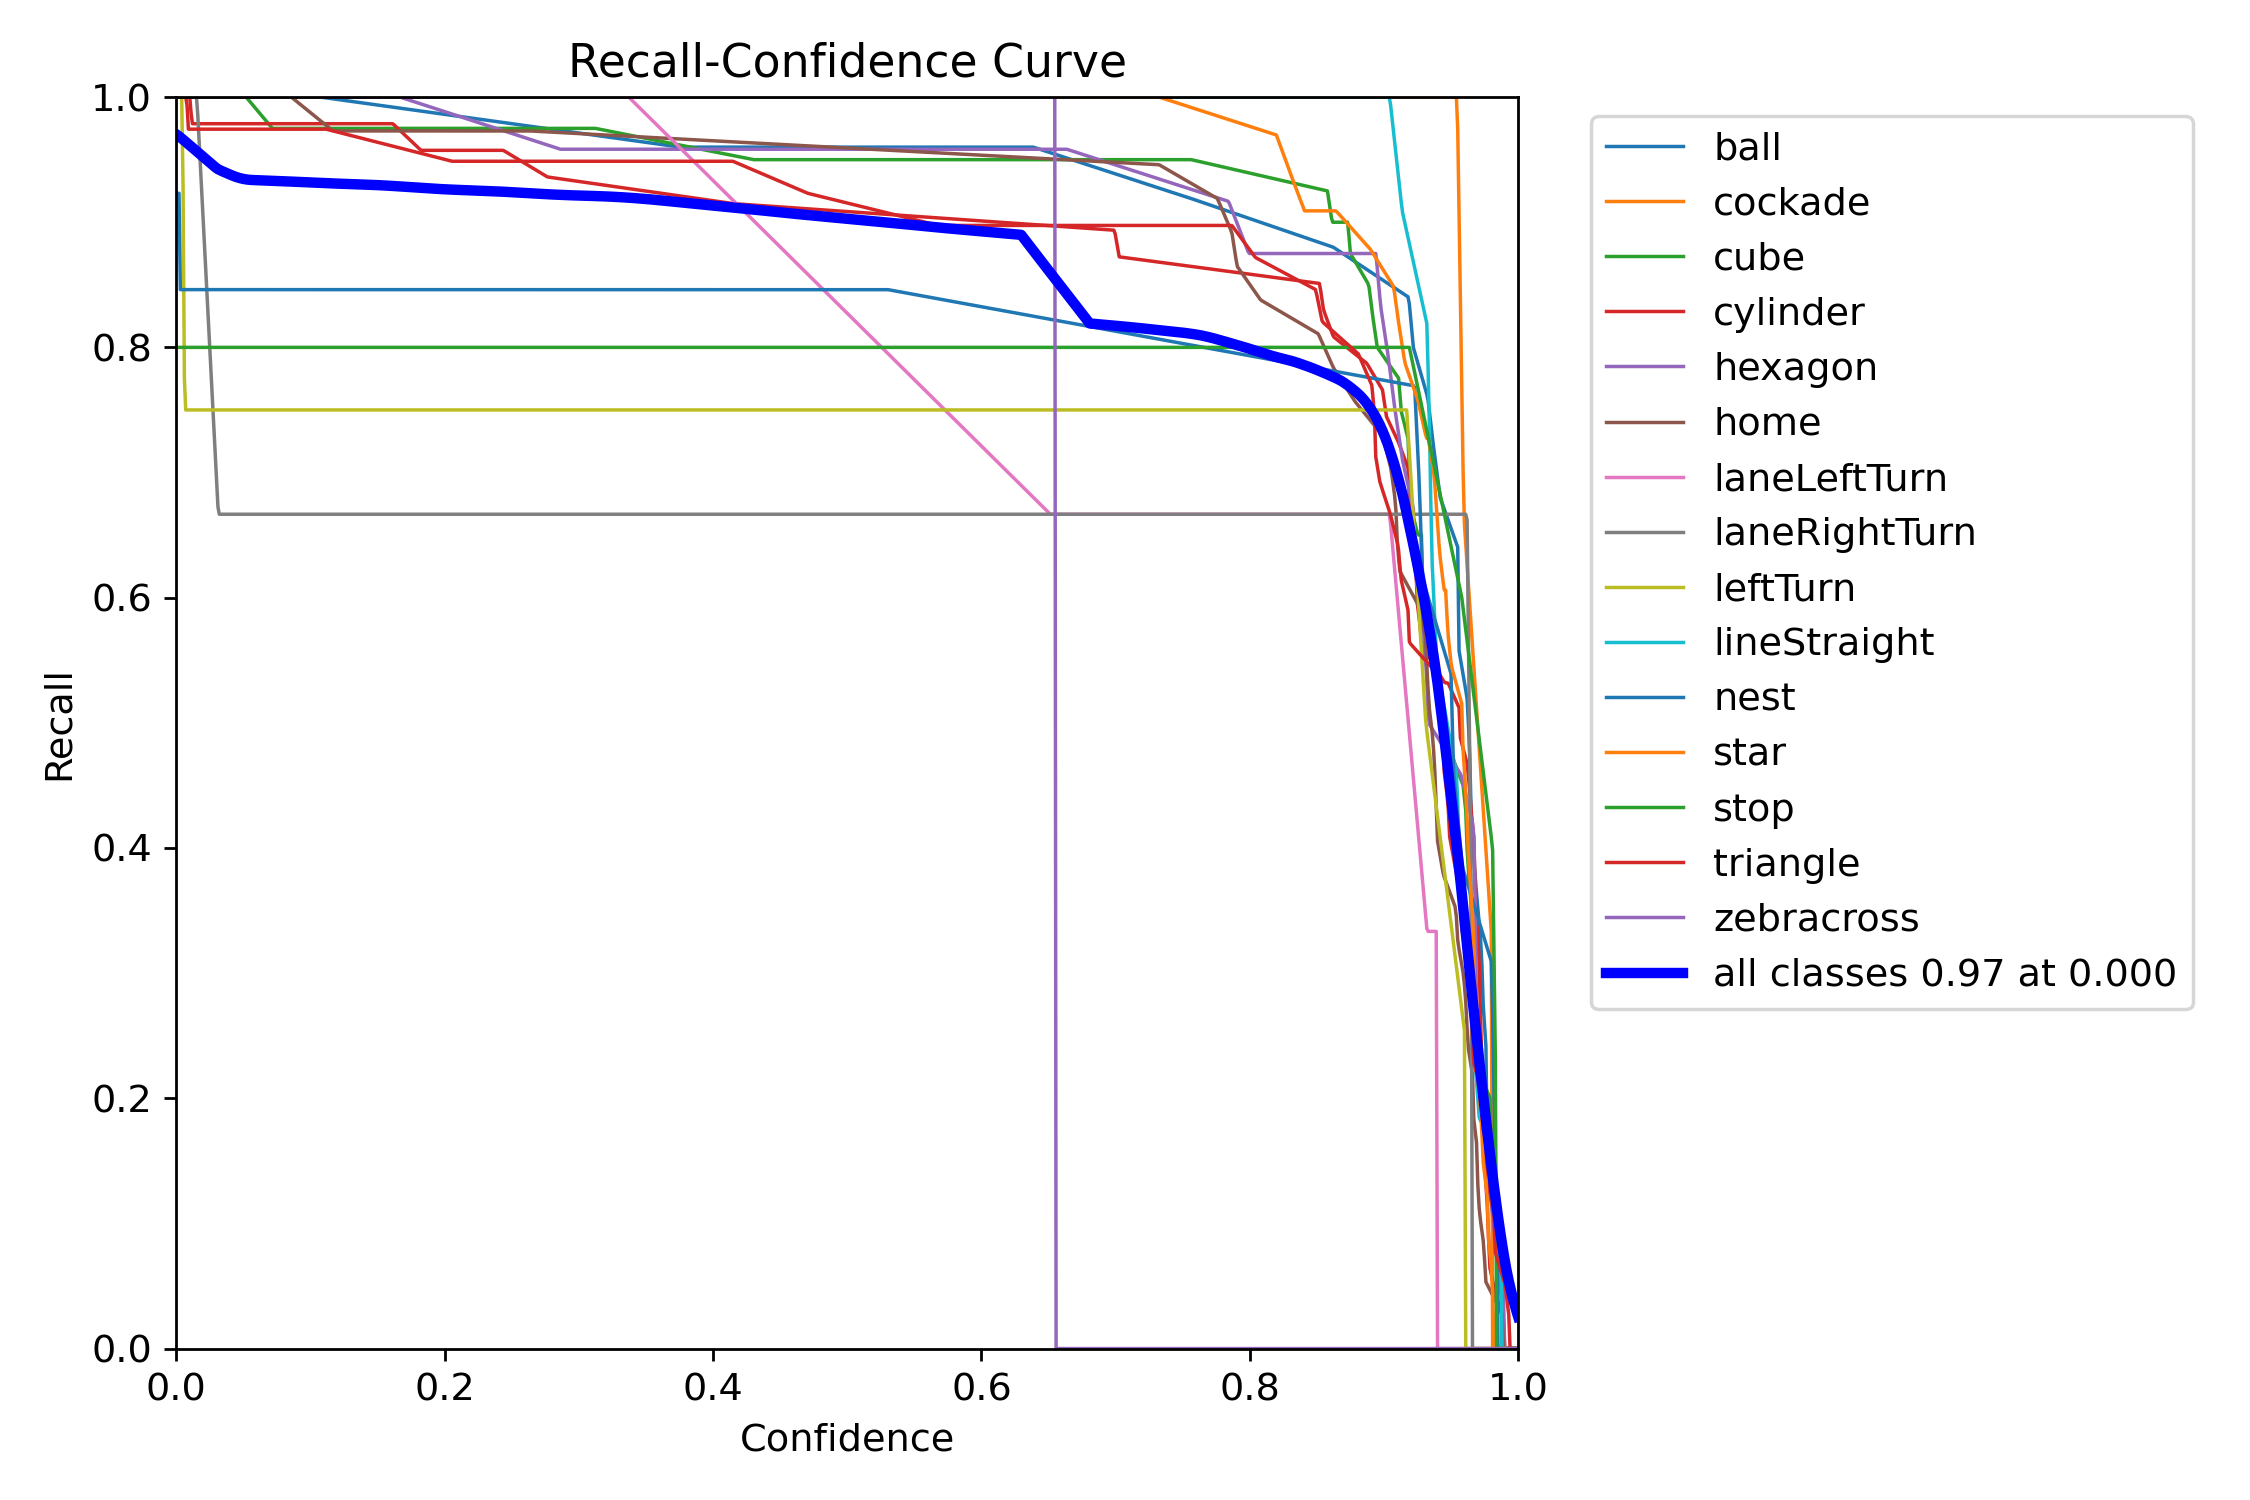 Recall-Confidence Curve
1.0
0.8
0.6
0.4
0.2
0.0
Recall
0.0 0.2 0.4 0.6 0.8 1.0
Confidence
ball
cockade
cube
cylinder
hexagon
home
laneLeftTurn
laneRightTurn
leftTurn
lineStraight
nest
star
stop
triangle
zebracross
all classes 0.97 at 0.000